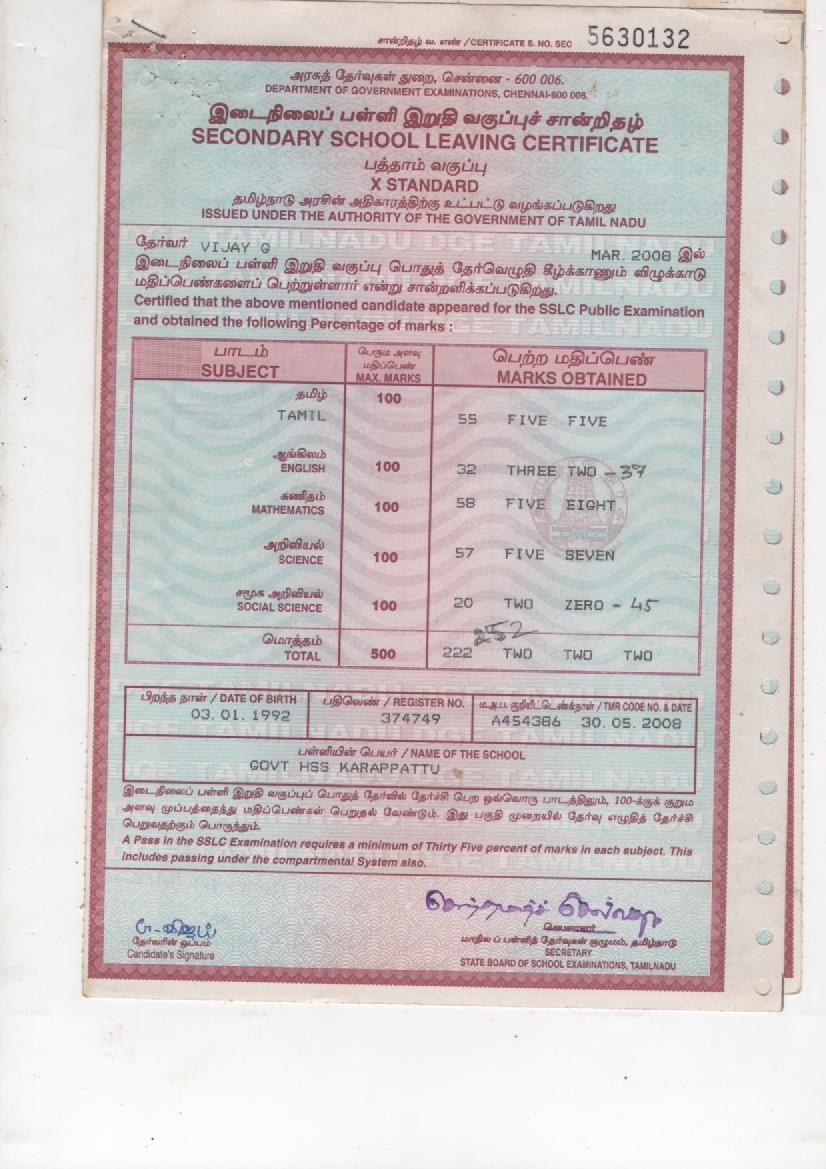 சான்றிதழ் வ. எண் / CERTIFICATE S. NO. SEC 5630132
அரசுத் தேர்வுகள் துறை, சென்னை - 600 006.
DEPARTMENT OF GOVERNMENT EXAMINATIONS, CHENNAI-600 006.
இடைநிலைப் பள்ளி இறுதி வகுப்புச் சான்றிதழ்
SECONDARY SCHOOL LEAVING CERTIFICATE
பத்தாம் வகுப்பு
X STANDARD
தமிழ்நாடு அரசின் அதிகாரத்திற்கு உட்பட்டு வழங்கப்படுகிறது
ISSUED UNDER THE AUTHORITY OF THE GOVERNMENT OF TAMIL NADU
தேர்வர் VIJAY G MAR. 2008 இல்
இடைநிலைப் பள்ளி இறுதி வகுப்பு பொதுத் தேர்வெழுதி கீழ்க்காணும் விழுக்காடு
மதிப்பெண்களைப் பெற்றுள்ளார் என்று சான்றளிக்கப்படுகிறது.
Certified that the above mentioned candidate appeared for the SSLC Public Examination
and obtained the following Percentage of marks :
பாடம் பெரும அளவு மதிப்பெண் பெற்ற மதிப்பெண்
SUBJECT MAX. MARKS MARKS OBTAINED
தமிழ் 100
TAMIL 55 FIVE FIVE
ஆங்கிலம்
ENGLISH 100 32 THREE TWO - 37
கணிதம்
MATHEMATICS 100 58 FIVE EIGHT
அறிவியல்
SCIENCE 100 57 FIVE SEVEN
சமூக அறிவியல்
SOCIAL SCIENCE 100 20 TWO ZERO - 45
252
மொத்தம்
TOTAL 500 222 TWO TWO TWO
பிறந்த நாள் / DATE OF BIRTH பதிவெண் / REGISTER NO. ம.அ.ப. குறியீட்டெண்&நாள் / TMR CODE NO. & DATE
03.01.1992 374749 A454386 30.05.2008
பள்ளியின் பெயர் / NAME OF THE SCHOOL
GOVT HSS KARAPPATTU
இடைநிலைப் பள்ளி இறுதி வகுப்புப் பொதுத் தேர்வில் தேர்ச்சி பெற ஒவ்வொரு பாடத்திலும், 100-க்குக் குறும
அளவு முப்பத்தைந்து மதிப்பெண்கள் பெறுதல் வேண்டும். இது பகுதி முறையில் தேர்வு எழுதித் தேர்ச்சி
பெறுவதற்கும் பொருந்தும்.
A Pass in the SSLC Examination requires a minimum of Thirty Five percent of marks in each subject. This
includes passing under the compartmental System also.
தேர்வரின் ஒப்பம்
Candidate's Signature
செயலாளர்
மாநிலப் பள்ளித் தேர்வுகள் குழுமம், தமிழ்நாடு
SECRETARY
STATE BOARD OF SCHOOL EXAMINATIONS, TAMILNADU